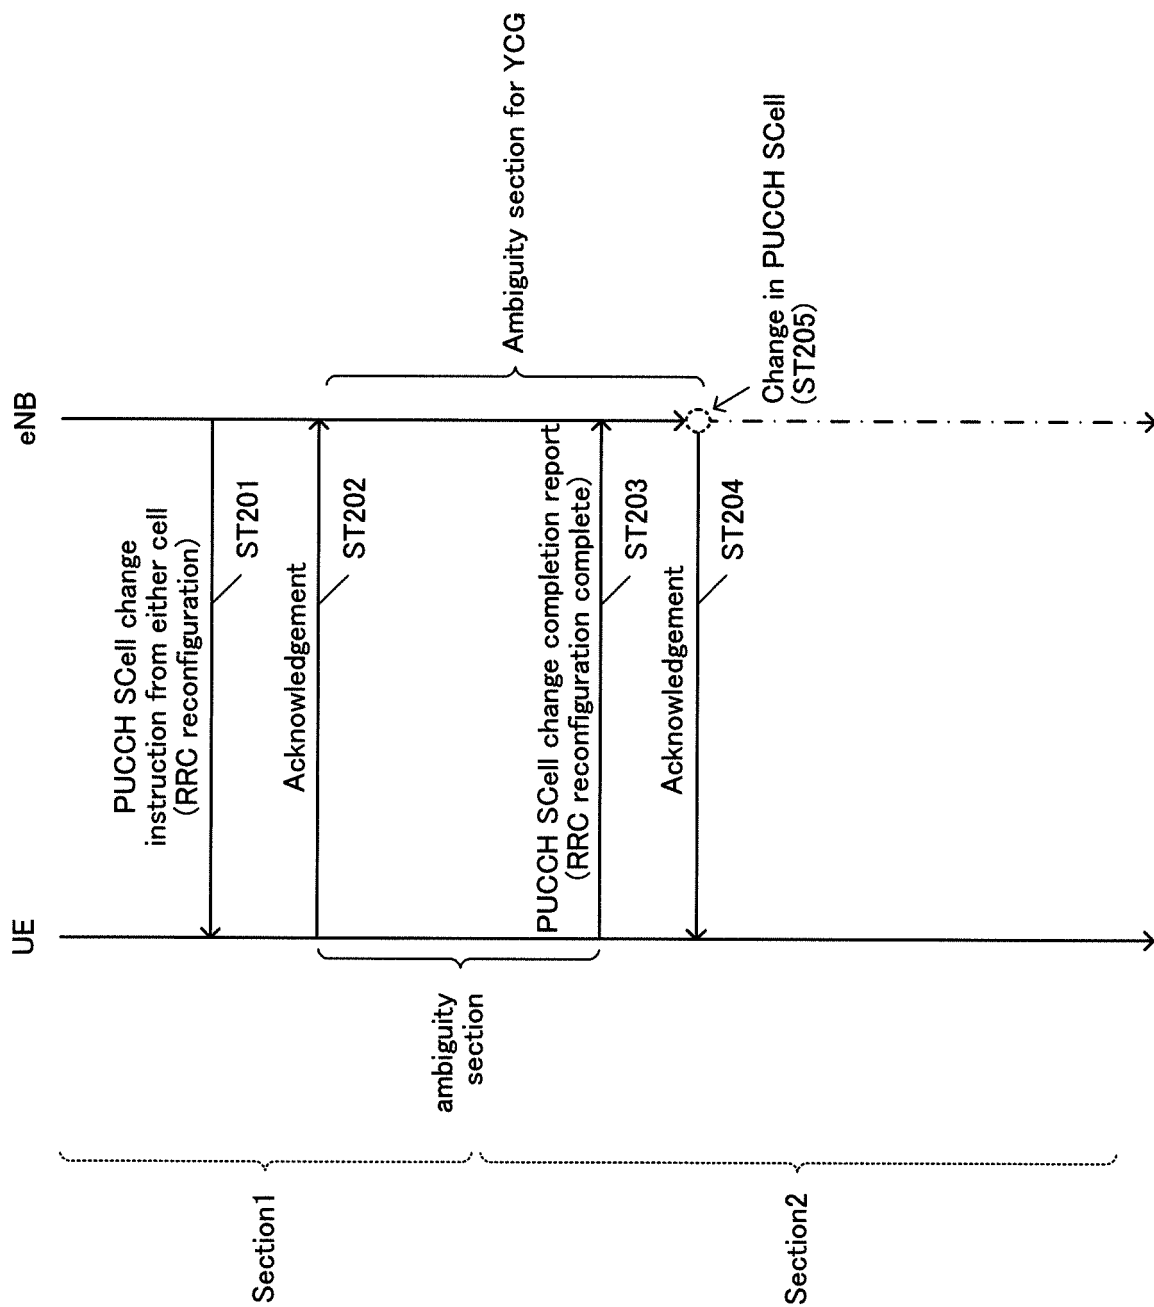 UE
eNB
PUCCH SCell change
instruction from either cell
(RRC reconfiguration)
ST201
Acknowledgement
ST202
ambiguity
section
Ambiguity section for YCG
PUCCH SCell change completion report
(RRC reconfiguration complete)
ST203
Acknowledgement
ST204
Change in PUCCH SCell
(ST205)
Section1
Section2